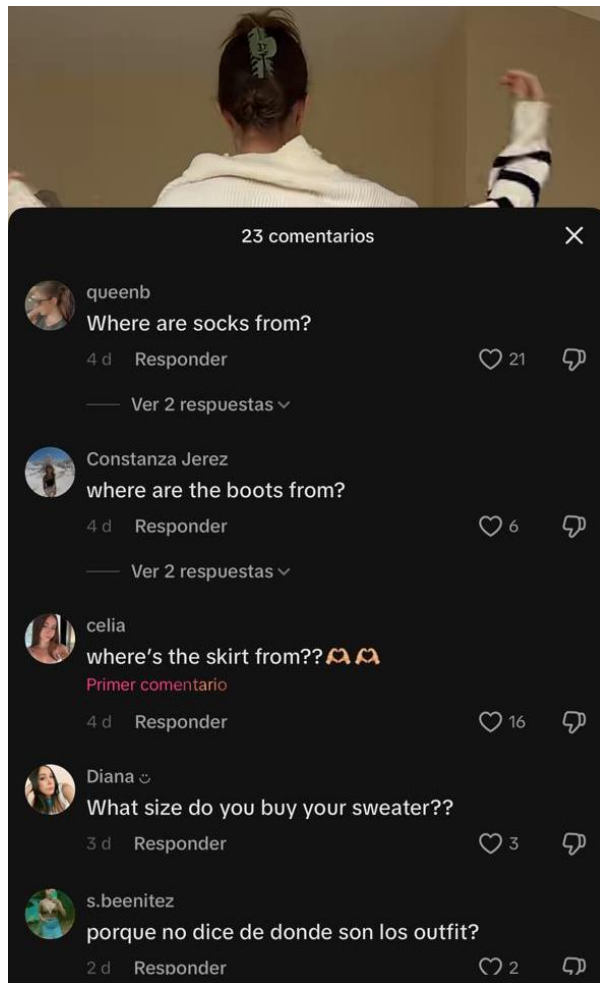 23 comentarios
queenb
Where are socks from?
4 d Responder 21
Ver 2 respuestas
Constanza Jerez
where are the boots from?
4 d Responder 6
Ver 2 respuestas
celia
where's the skirt from??🫶🏼🫶🏼
Primer comentario
4 d Responder 16
Diana ツ
What size do you buy your sweater??
3 d Responder 3
s.beenitez
porque no dice de donde son los outfit?
2 d Responder 2